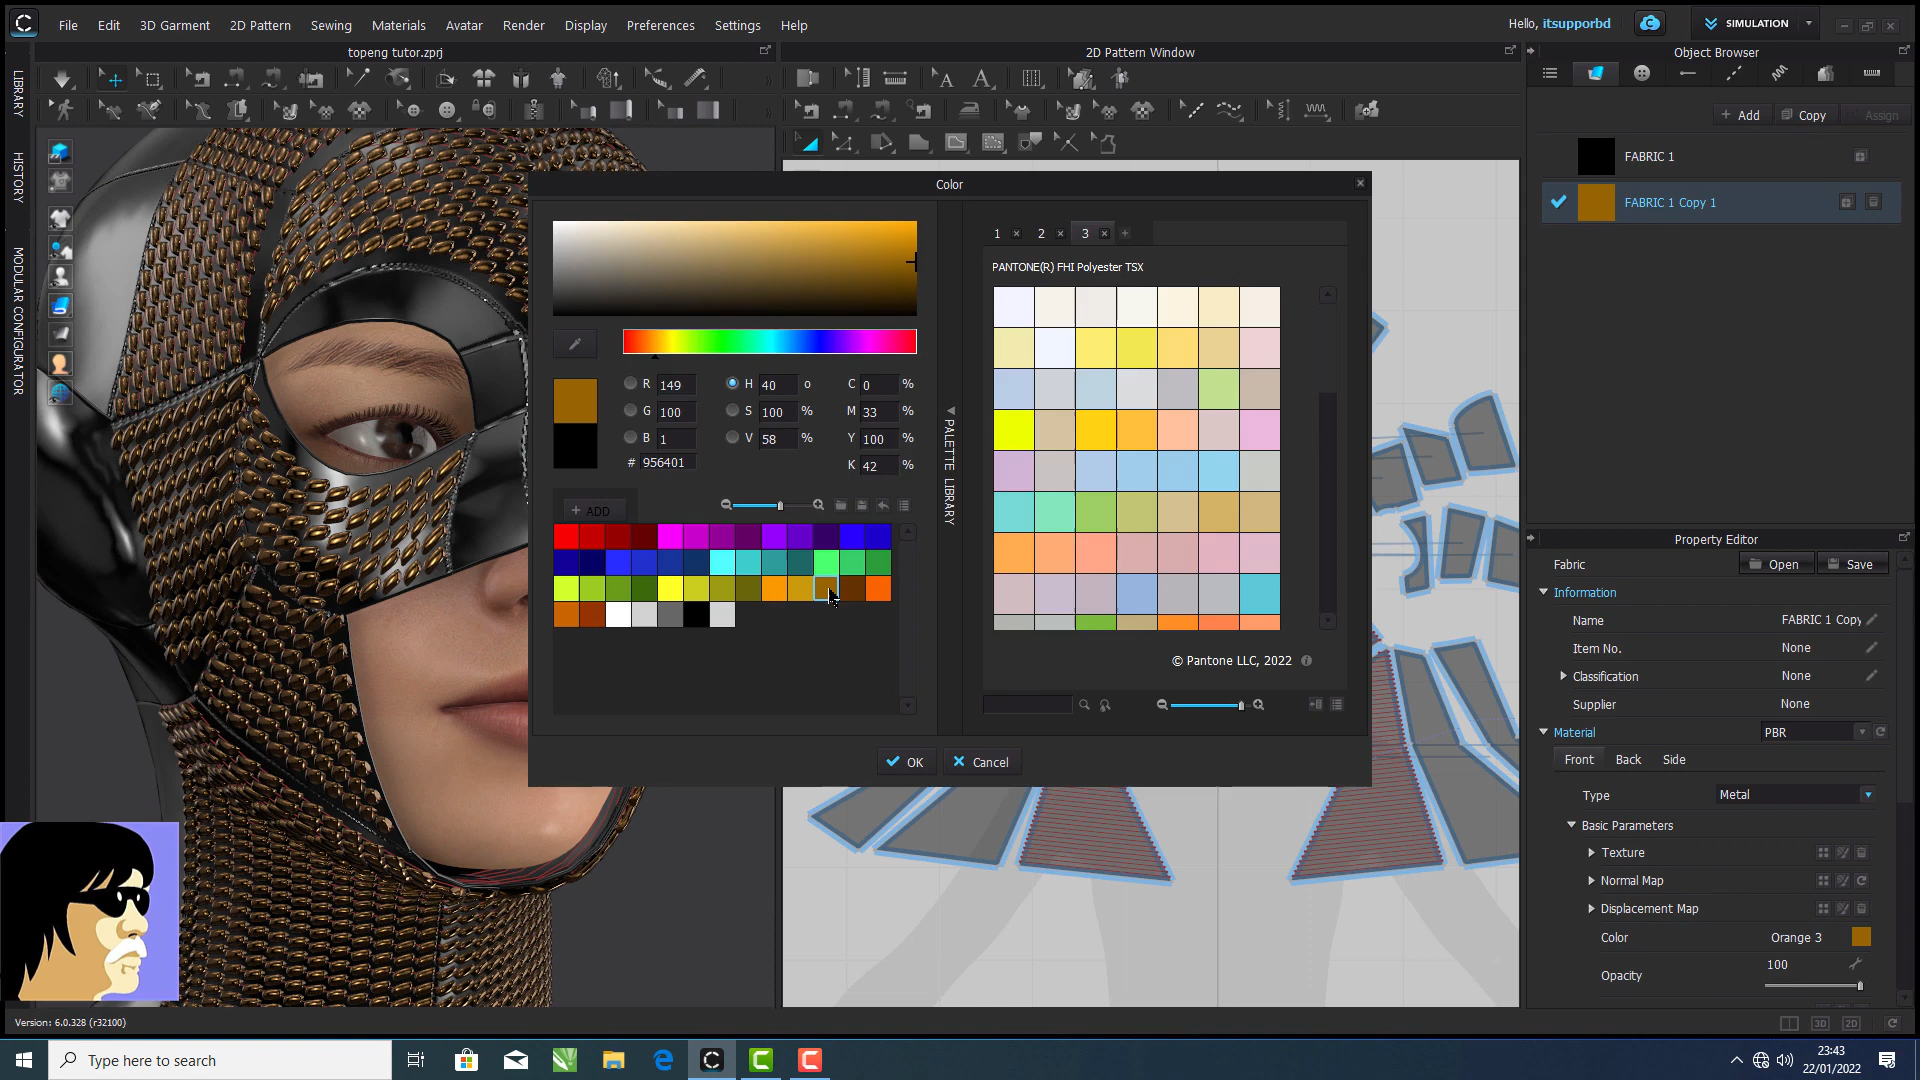 File Edit 3D Garment 2D Pattern Sewing Materials Avatar Render Display Preferences Settings Help
Hello, itsupporbd
SIMULATION
topeng tutor.zprj
2D Pattern Window
Object Browser
LIBRARY
HISTORY
MODULAR CONFIGURATOR
Add
Copy
Assign
FABRIC 1
FABRIC 1 Copy 1
Color
1
2
3
PANTONE(R) FHI Polyester TSX
R 149 H 40 o C 0 %
G 100 S 100 % M 33 %
B 1 V 58 % Y 100 %
# 956401 K 42 %
PALETTE LIBRARY
ADD
© Pantone LLC, 2022
OK
Cancel
Property Editor
Fabric Open Save
Information
Name FABRIC 1 Copy
Item No. None
Classification None
Supplier None
Material PBR
Front Back Side
Type Metal
Basic Parameters
Texture
Normal Map
Displacement Map
Color Orange 3
Opacity 100
Version: 6.0.328 (r32100)
3D
2D
Type here to search
23:43
22/01/2022